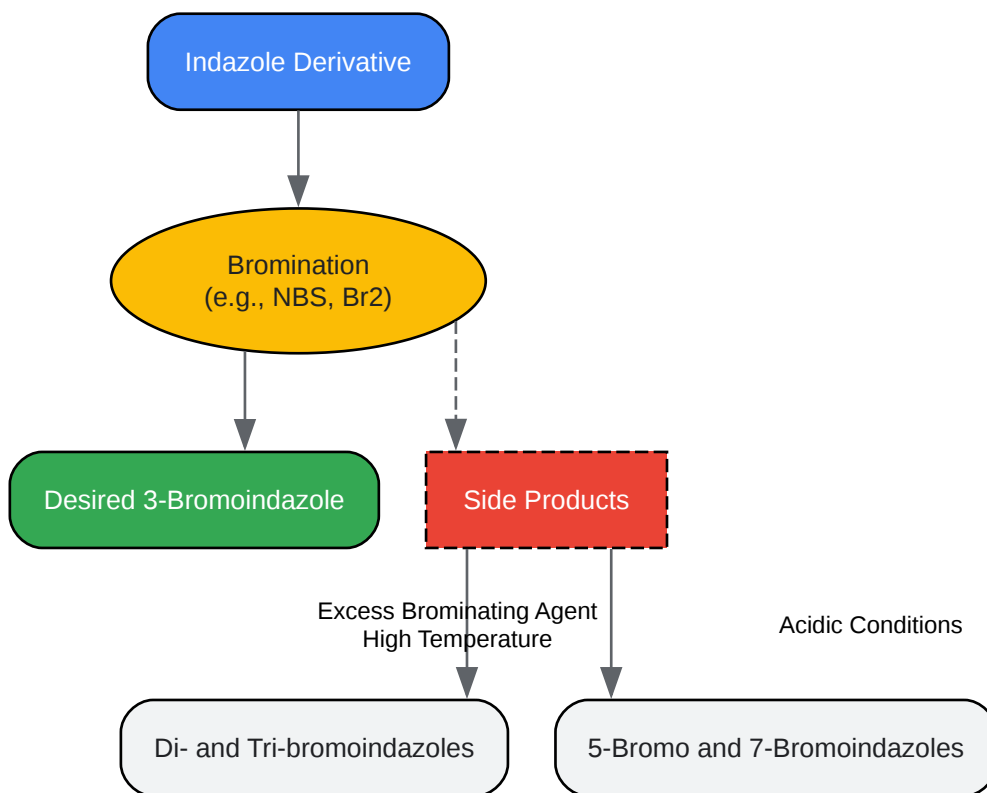 Indazole Derivative
Bromination
(e.g., NBS, Br2)
Desired 3-Bromoindazole
Side Products
Excess Brominating Agent
High Temperature
Acidic Conditions
Di- and Tri-bromoindazoles
5-Bromo and 7-Bromoindazoles